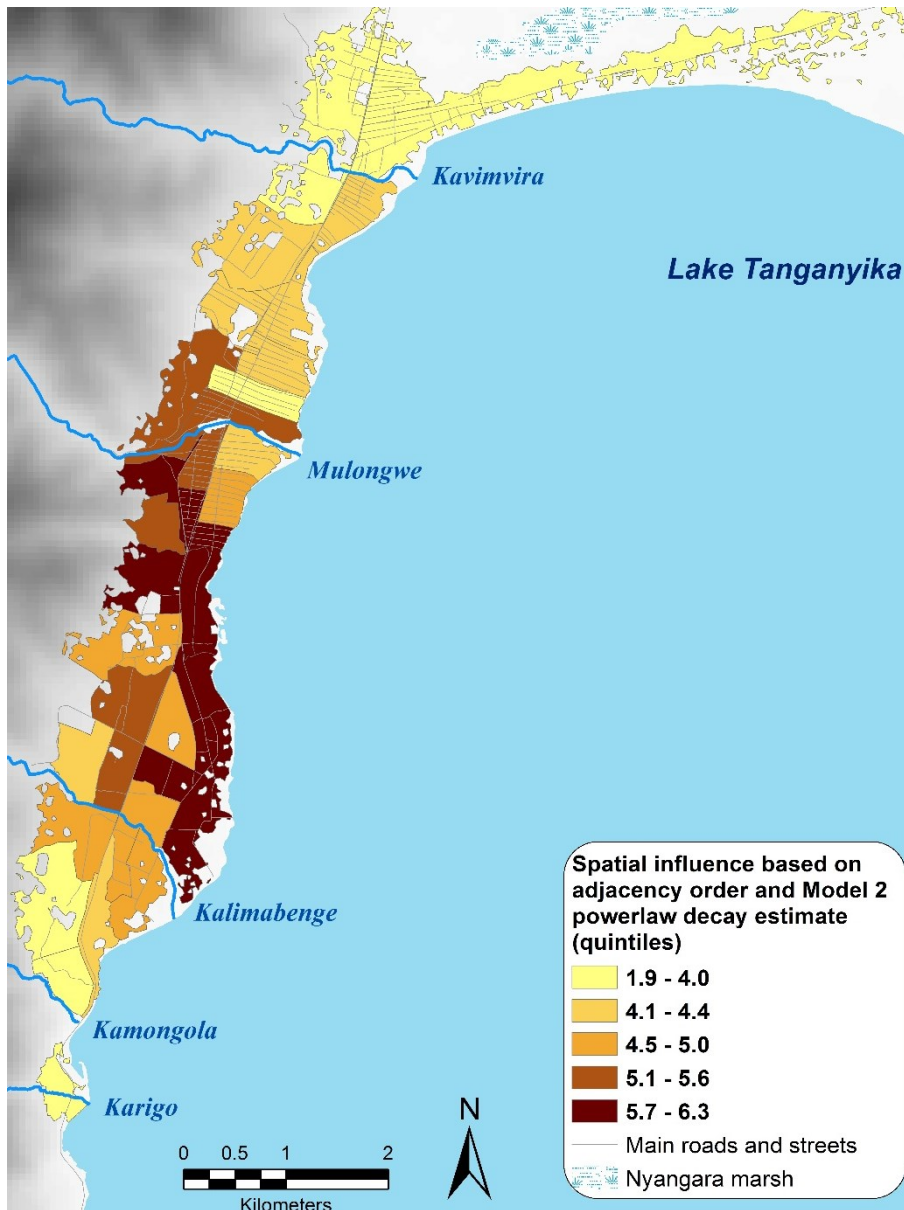 Kavimvira
Lake Tanganyika
Mulongwe
Kalimabenge
Kamongola
Karigo
N
0 0.5 1 2
Kilometers
Spatial influence based on
adjacency order and Model 2
powerlaw decay estimate
(quintiles)
1.9 - 4.0
4.1 - 4.4
4.5 - 5.0
5.1 - 5.6
5.7 - 6.3
Main roads and streets
Nyangara marsh